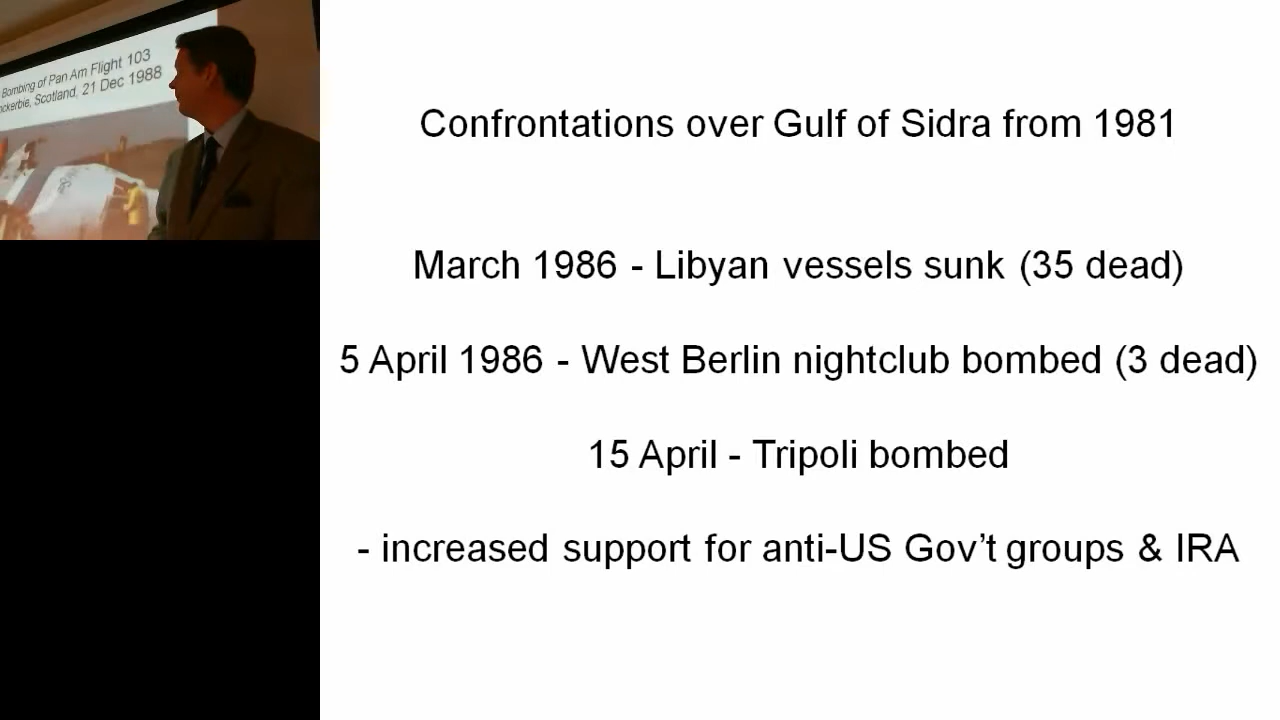 Bombing of Pan Am Flight 103
Scotland, 21 Dec 1988
Confrontations over Gulf of Sidra from 1981
March 1986 - Libyan vessels sunk (35 dead)
5 April 1986 - West Berlin nightclub bombed (3 dead)
15 April - Tripoli bombed
- increased support for anti-US Gov’t groups & IRA